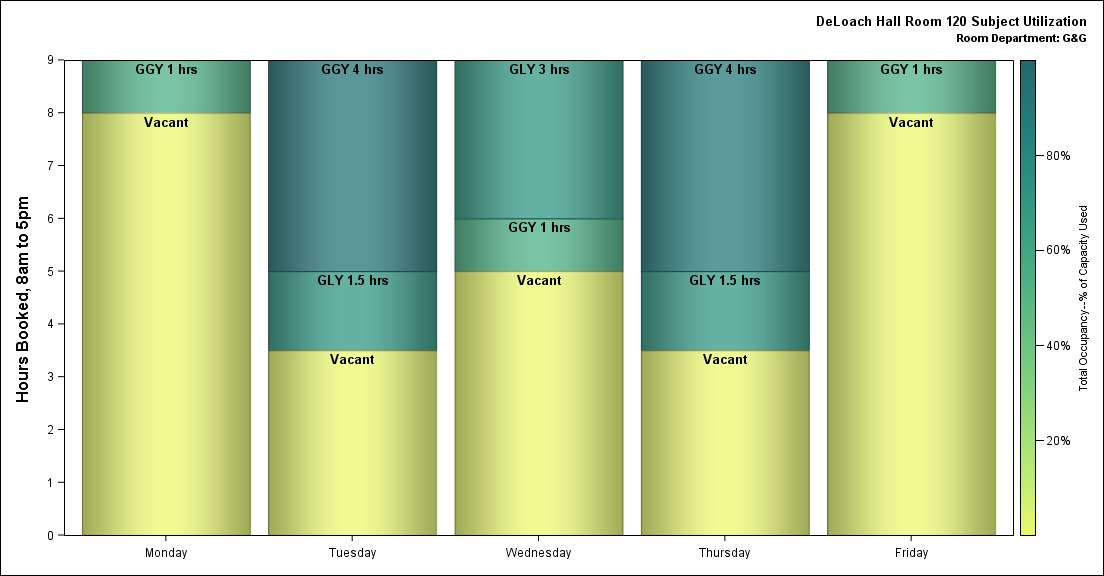 DeLoach Hall Room 120 Subject Utilization
Room Department: G&G
Hours Booked, 8am to 5pm
9
8
7
6
5
4
3
2
1
0
GGY 1 hrs
Vacant
GGY 4 hrs
GLY 1.5 hrs
Vacant
GLY 3 hrs
GGY 1 hrs
Vacant
GGY 4 hrs
GLY 1.5 hrs
Vacant
GGY 1 hrs
Vacant
Monday
Tuesday
Wednesday
Thursday
Friday
80%
60%
40%
20%
Total Occupancy--% of Capacity Used